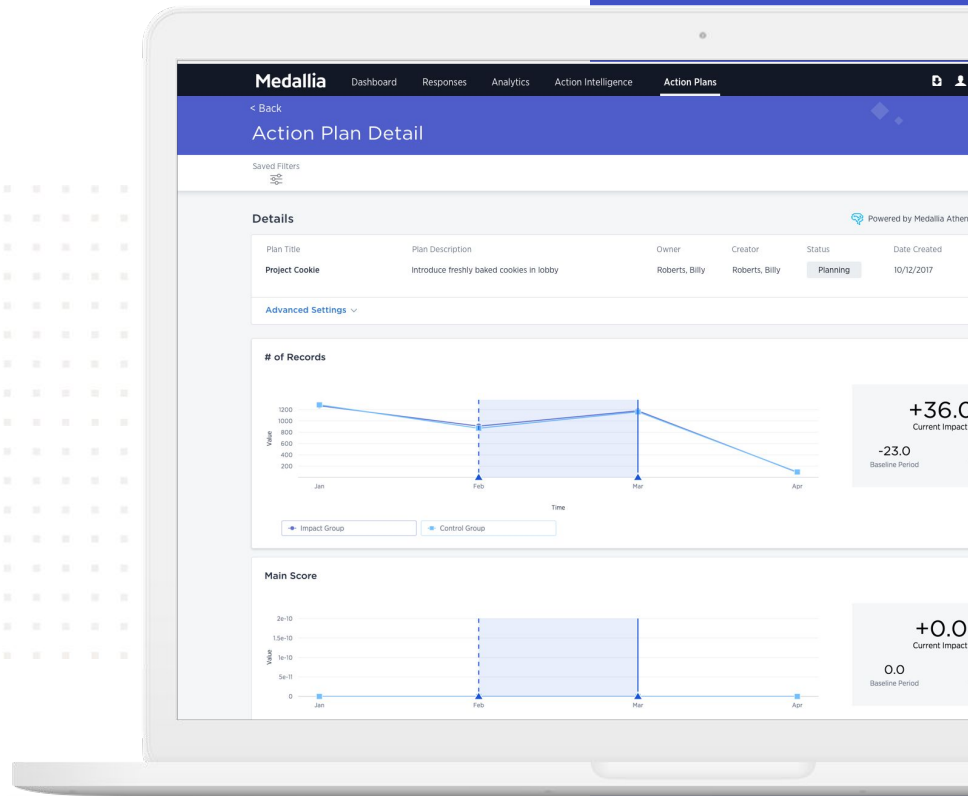 Medallia Dashboard Responses Analytics Action Intelligence Action Plans
< Back
Action Plan Detail
Saved Filters
Details
Powered by Medallia Athen
Plan Title Plan Description Owner Creator Status Date Created
Project Cookie Introduce freshly baked cookies in lobby Roberts, Billy Roberts, Billy Planning 10/12/2017
Advanced Settings
# of Records
1200
1000
800
600
400
200
Value
Jan Feb Mar Apr
Time
Impact Group Control Group
+36.0
Current Impact
-23.0
Baseline Period
Main Score
2e-10
1.5e-10
1e-10
5e-11
0
Value
Jan Feb Mar Apr
+0.0
Current Impact
0.0
Baseline Period